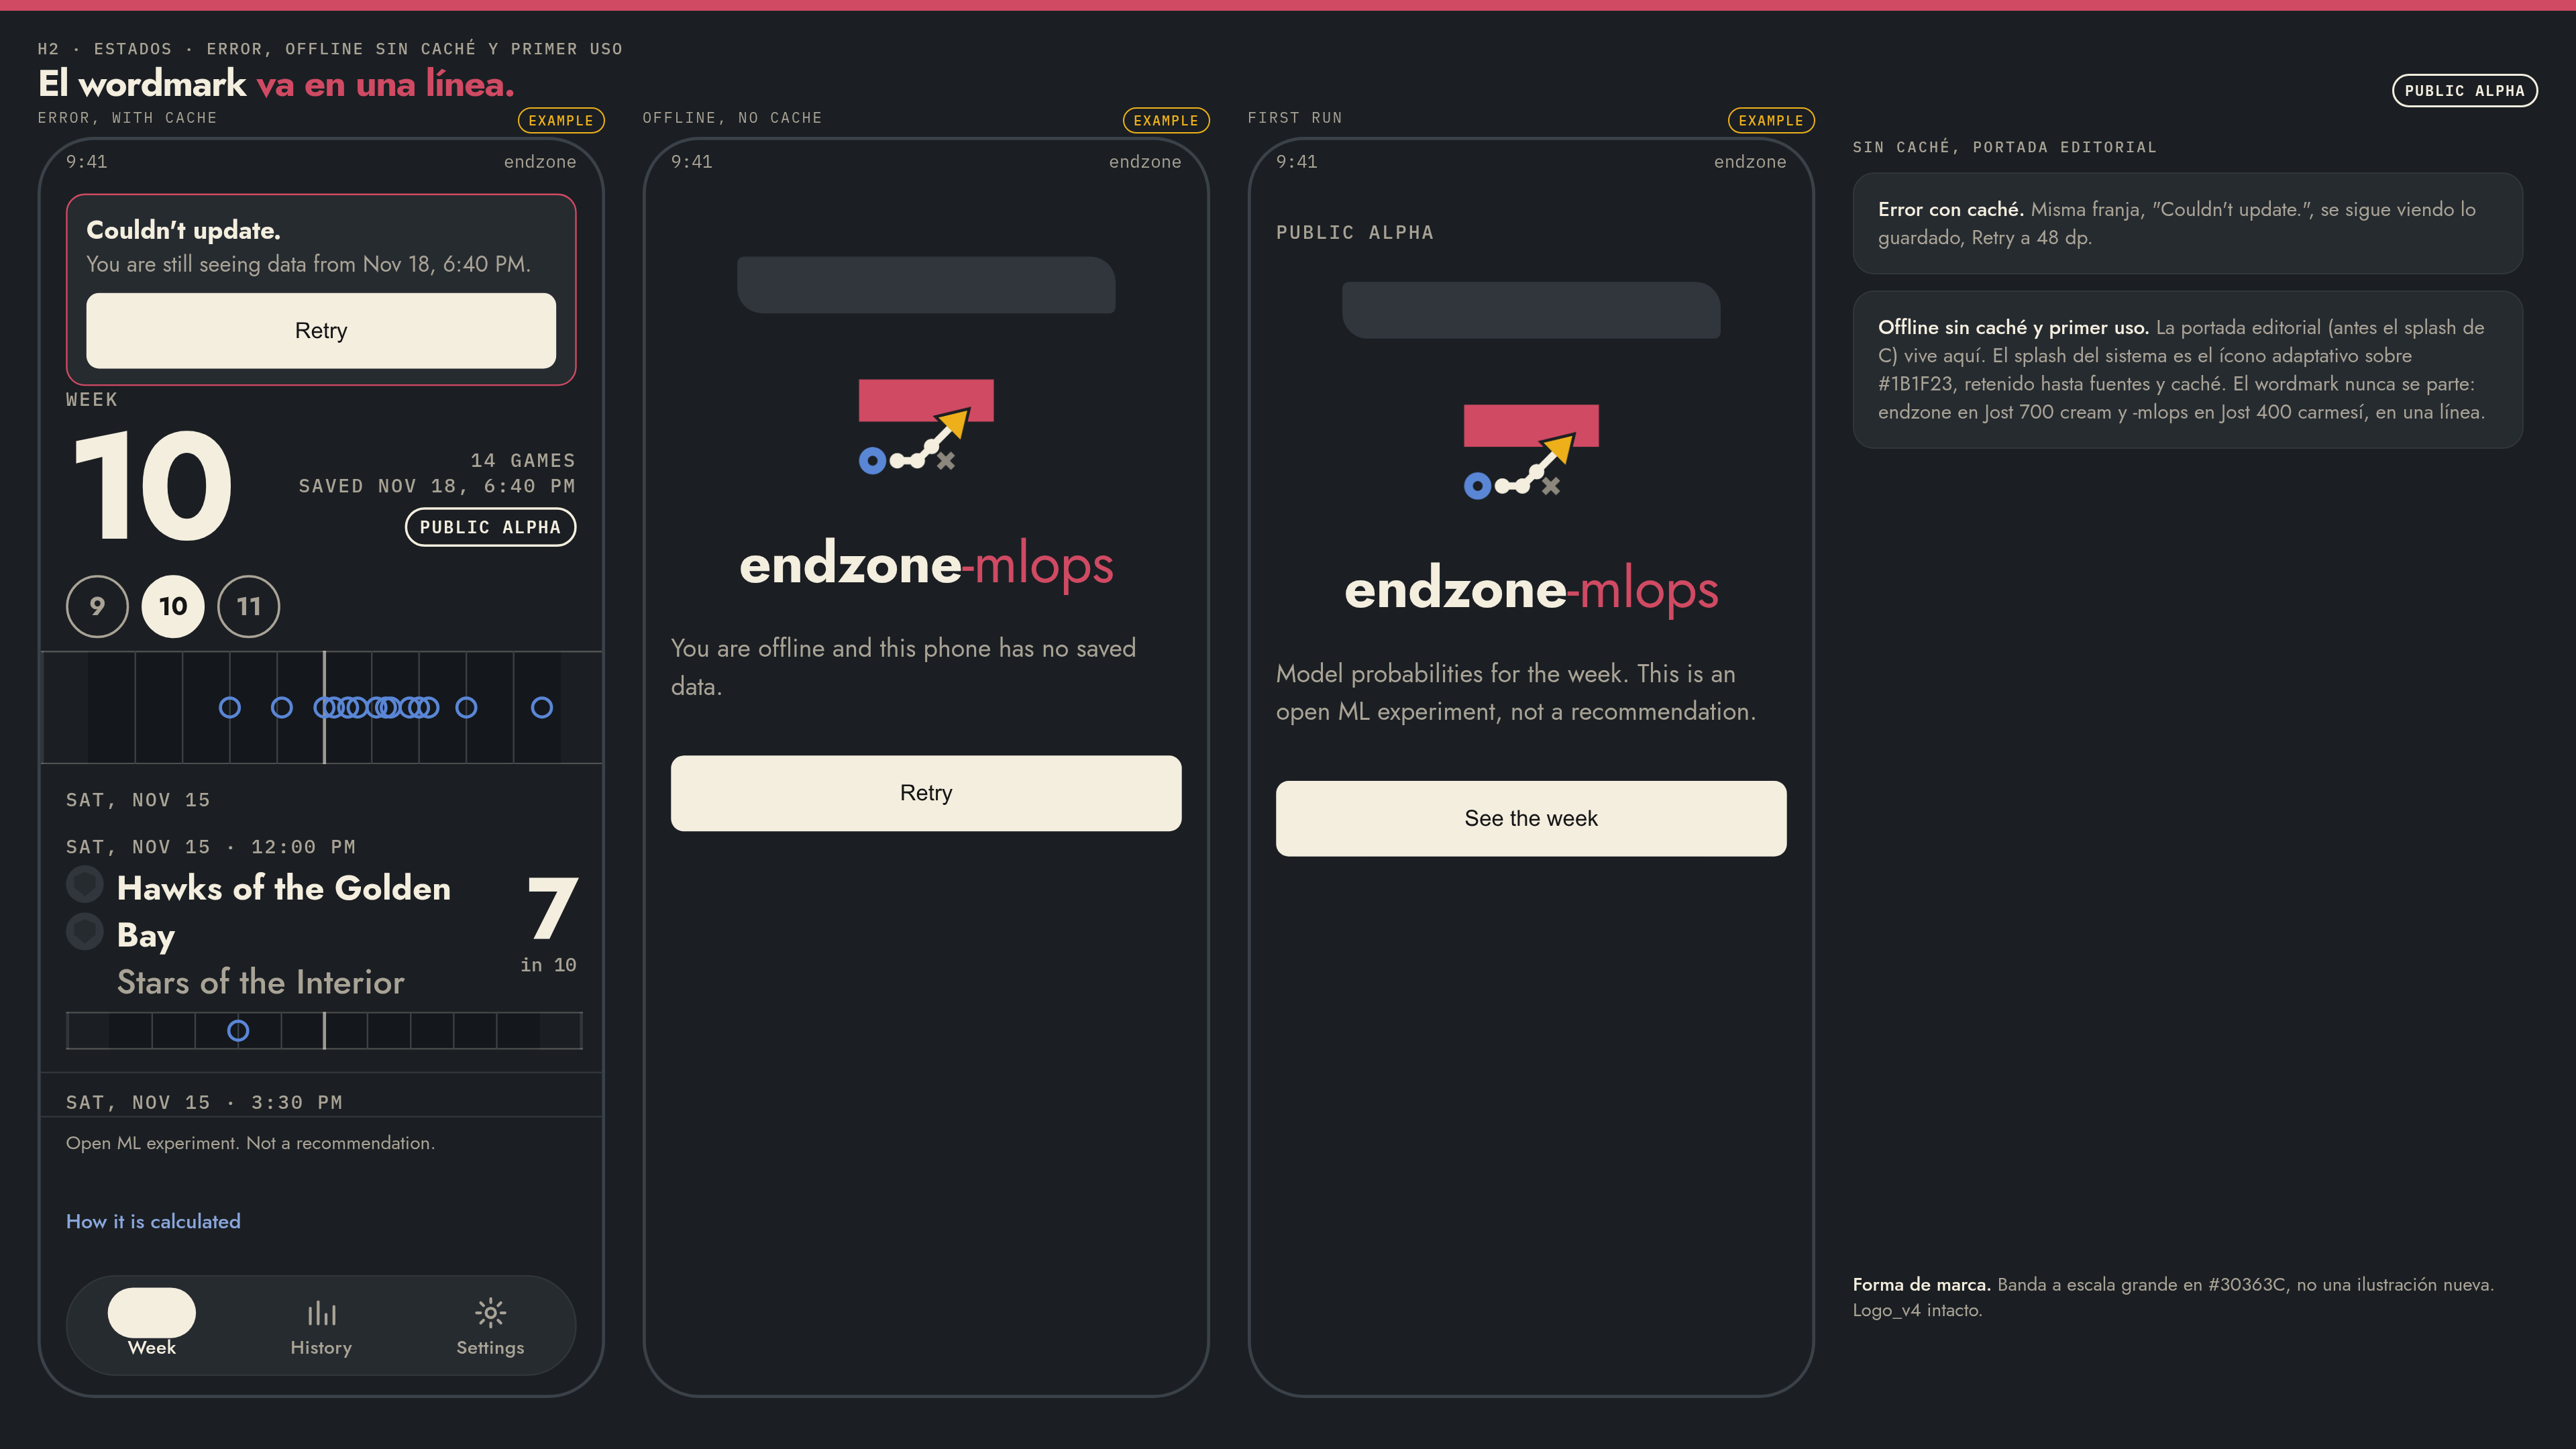 H2 · ESTADOS · ERROR, OFFLINE SIN CACHÉ Y PRIMER USO
El wordmark va en una línea.
PUBLIC ALPHA
ERROR, WITH CACHE
EXAMPLE
9:41
endzone
Couldn't update.
You are still seeing data from Nov 18, 6:40 PM.
Retry
WEEK
10
14 GAMES
SAVED NOV 18, 6:40 PM
PUBLIC ALPHA
9
10
11
SAT, NOV 15
SAT, NOV 15 · 12:00 PM
Hawks of the Golden
Bay
Stars of the Interior
7
in 10
SAT, NOV 15 · 3:30 PM
Open ML experiment. Not a recommendation.
How it is calculated
Week
History
Settings
OFFLINE, NO CACHE
EXAMPLE
9:41
endzone
endzone-mlops
You are offline and this phone has no saved
data.
Retry
FIRST RUN
EXAMPLE
9:41
endzone
PUBLIC ALPHA
endzone-mlops
Model probabilities for the week. This is an
open ML experiment, not a recommendation.
See the week
SIN CACHÉ, PORTADA EDITORIAL
Error con caché. Misma franja, "Couldn't update.", se sigue viendo lo
guardado, Retry a 48 dp.
Offline sin caché y primer uso. La portada editorial (antes el splash de
C) vive aquí. El splash del sistema es el ícono adaptativo sobre
#1B1F23, retenido hasta fuentes y caché. El wordmark nunca se parte:
endzone en Jost 700 cream y -mlops en Jost 400 carmesí, en una línea.
Forma de marca. Banda a escala grande en #30363C, no una ilustración nueva.
Logo_v4 intacto.